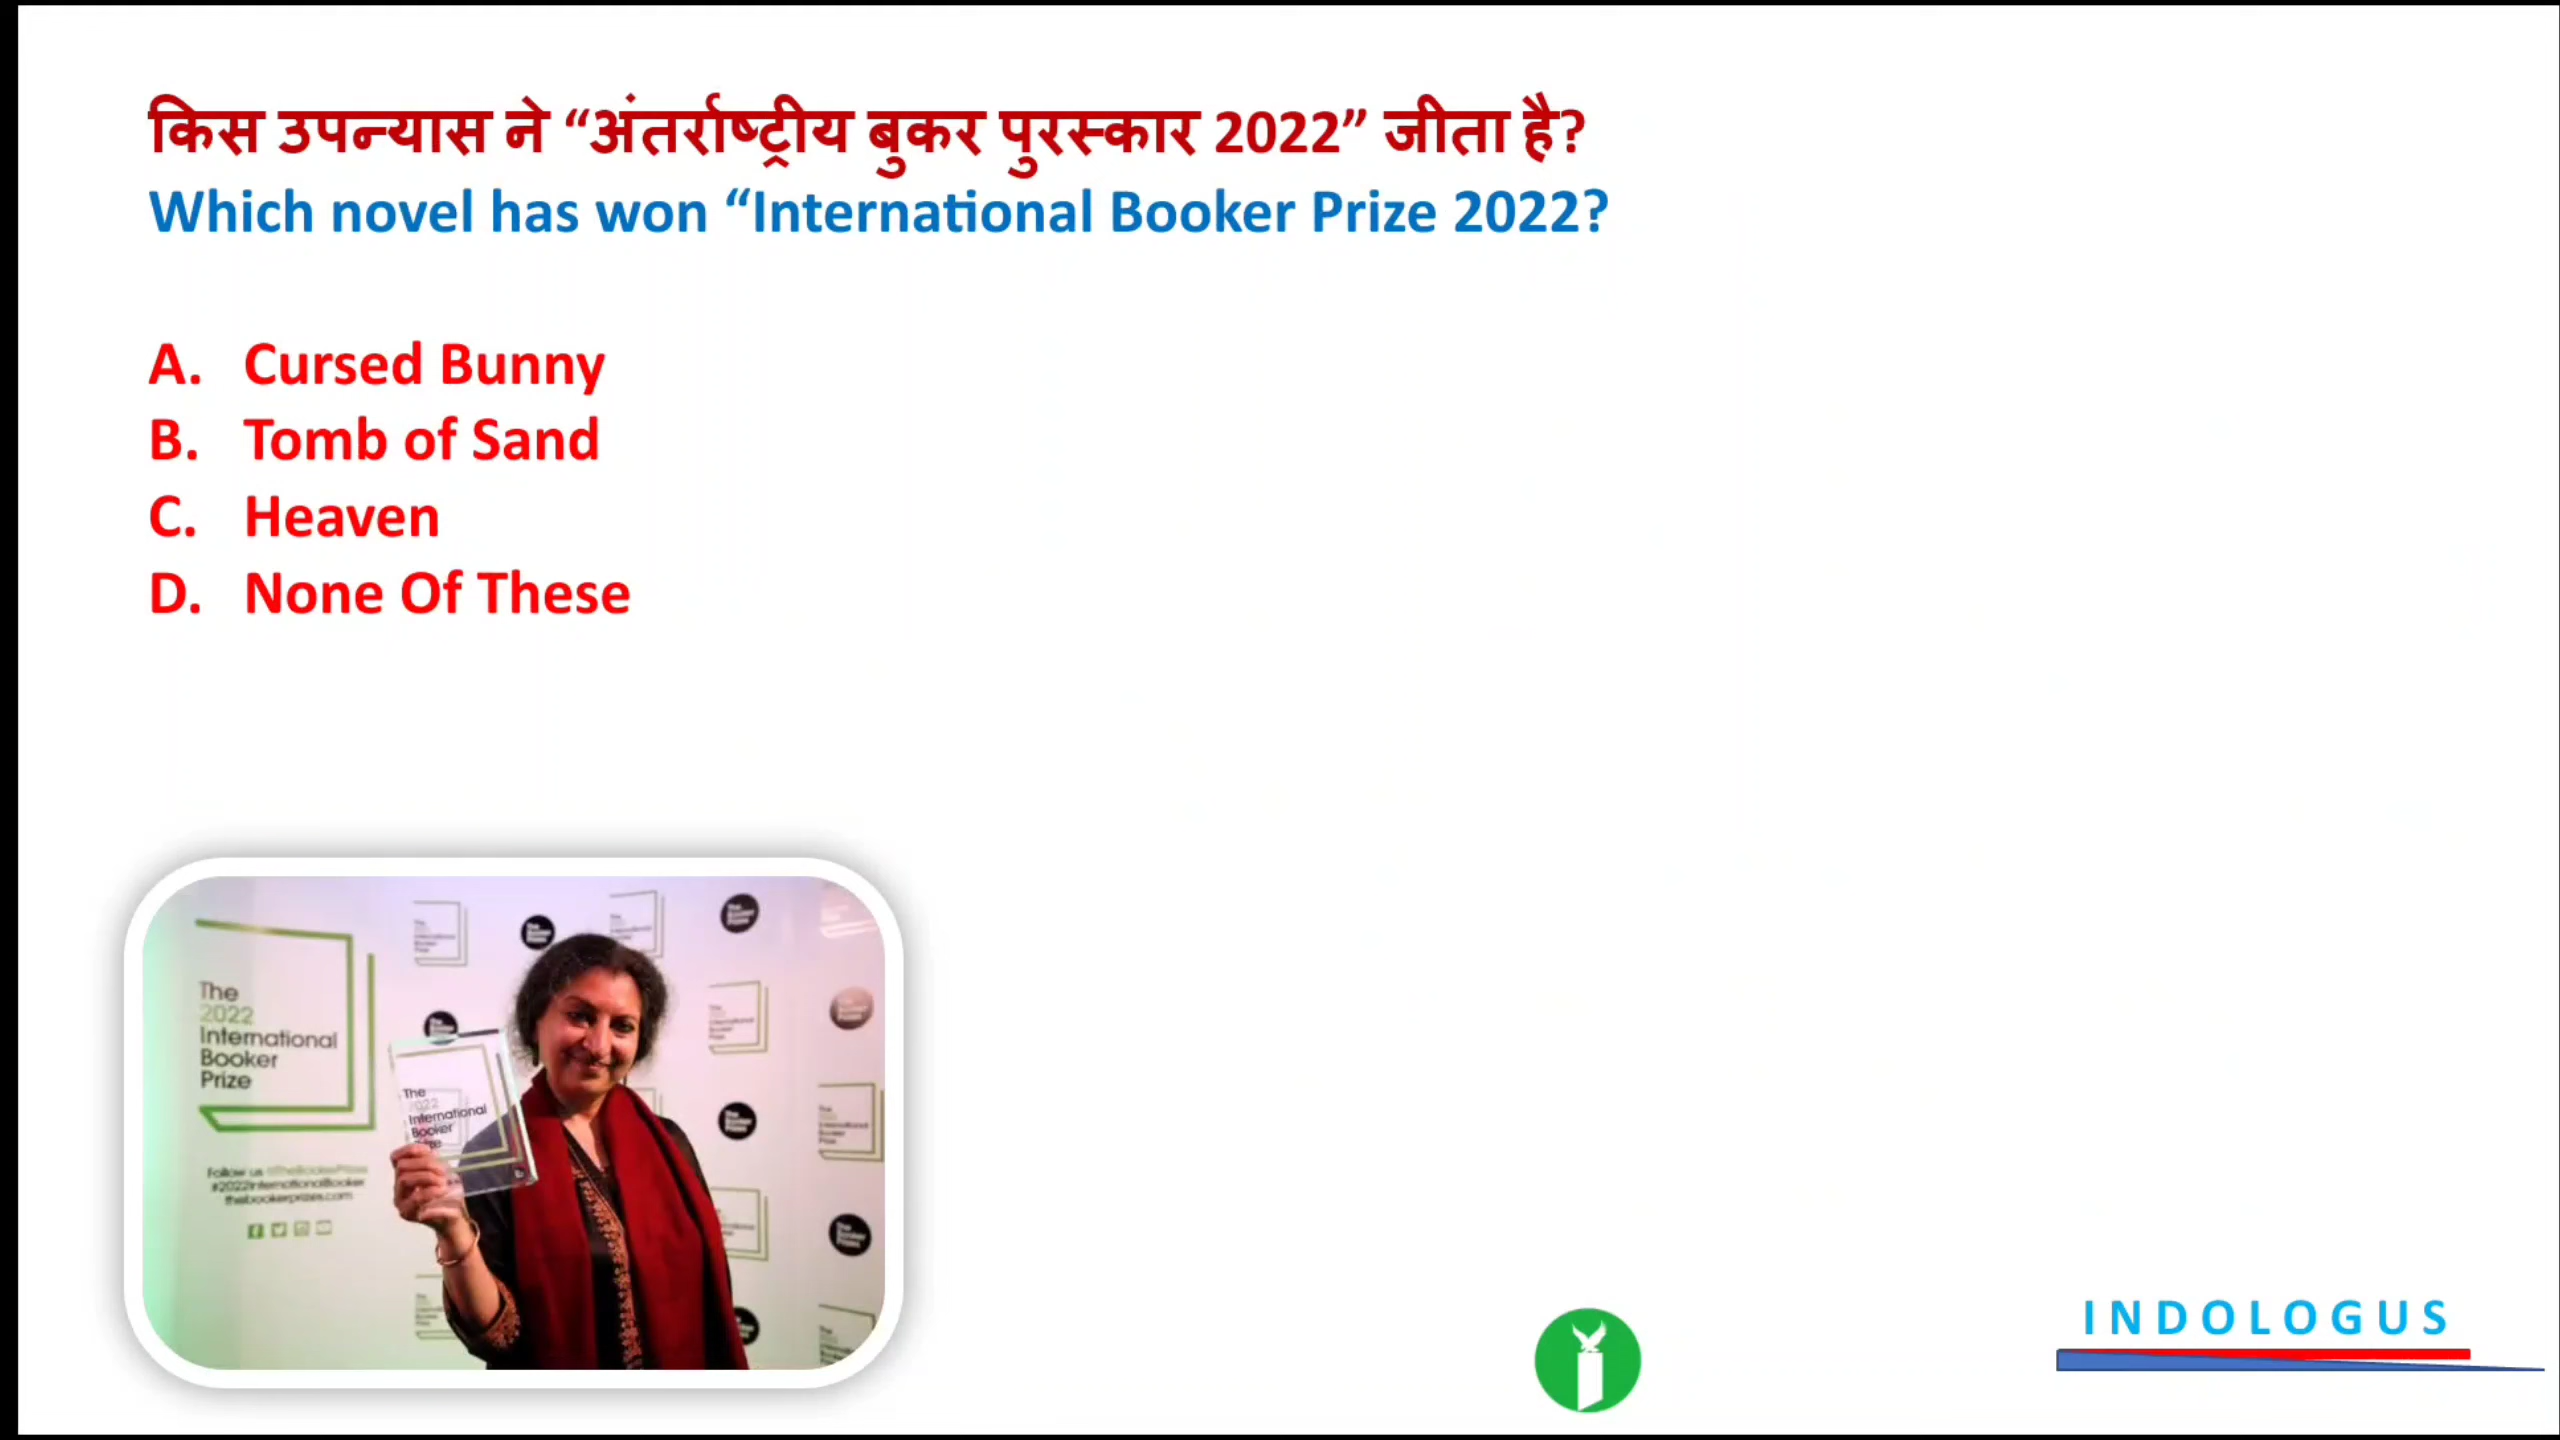 किस उपन्यास ने “अंतर्राष्ट्रीय बुकर पुरस्कार 2022” जीता है?
Which novel has won “International Booker Prize 2022?
A. Cursed Bunny
B. Tomb of Sand
C. Heaven
D. None Of These
The
2022
International
Booker
Prize
The
2022
International
Booker
Prize
Follow us @TheBookerPrizes
#2022InternationalBooker
thebookerprizes.com
INDOLOGUS